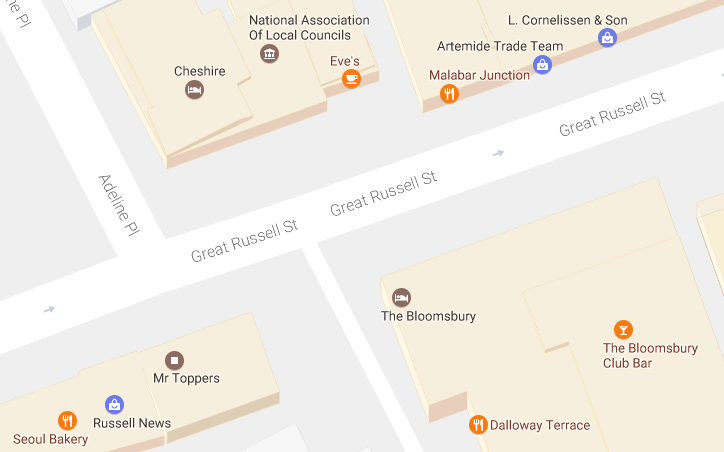 National Association
Of Local Councils
L. Cornelissen & Son
Artemide Trade Team
Eve's
Cheshire
Malabar Junction
Great Russell St
Adeline Pl
Great Russell St
Great Russell St
The Bloomsbury
The Bloomsbury
Club Bar
Mr Toppers
Russell News
Seoul Bakery
Dalloway Terrace